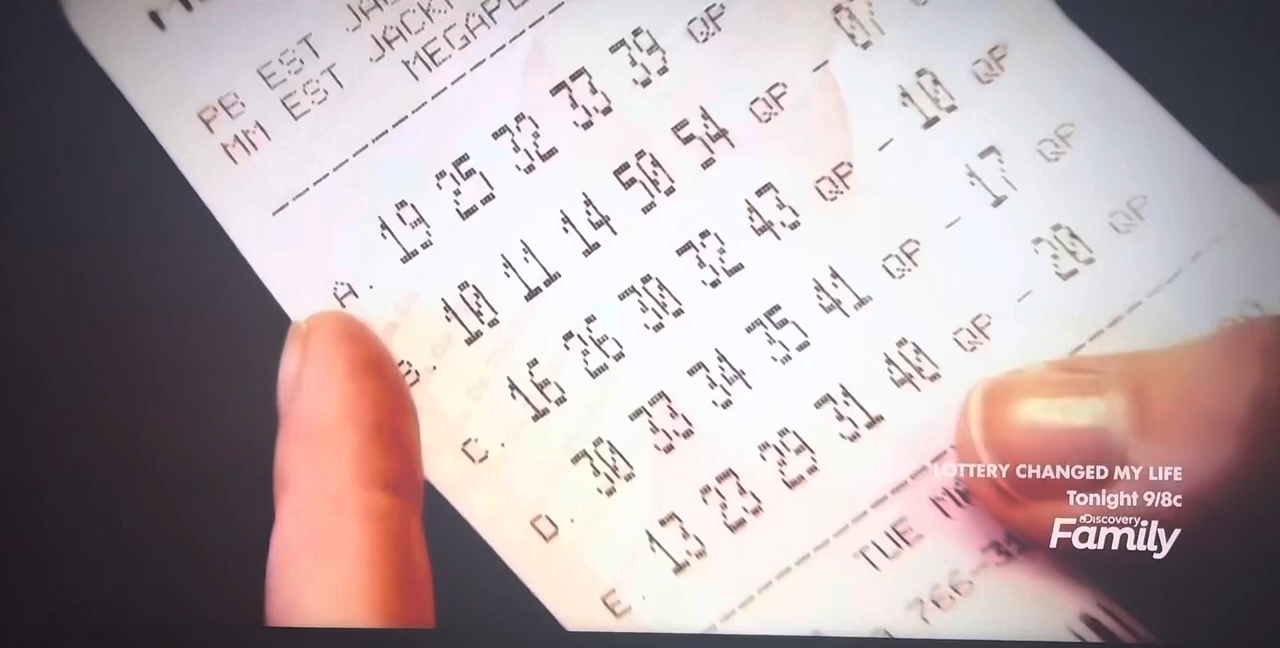 PB EST
MM EST JACK
MEGAPL
A. 19 25 32 33 39 QP
B. 10 11 14 50 54 QP - 07
C. 16 26 30 32 43 QP - 10 QP
D. 30 33 34 35 41 QP - 17 QP
E. 13 23 29 31 40 QP - 20 QP
TUE
LOTTERY CHANGED MY LIFE
Tonight 9/8c
Discovery
Family